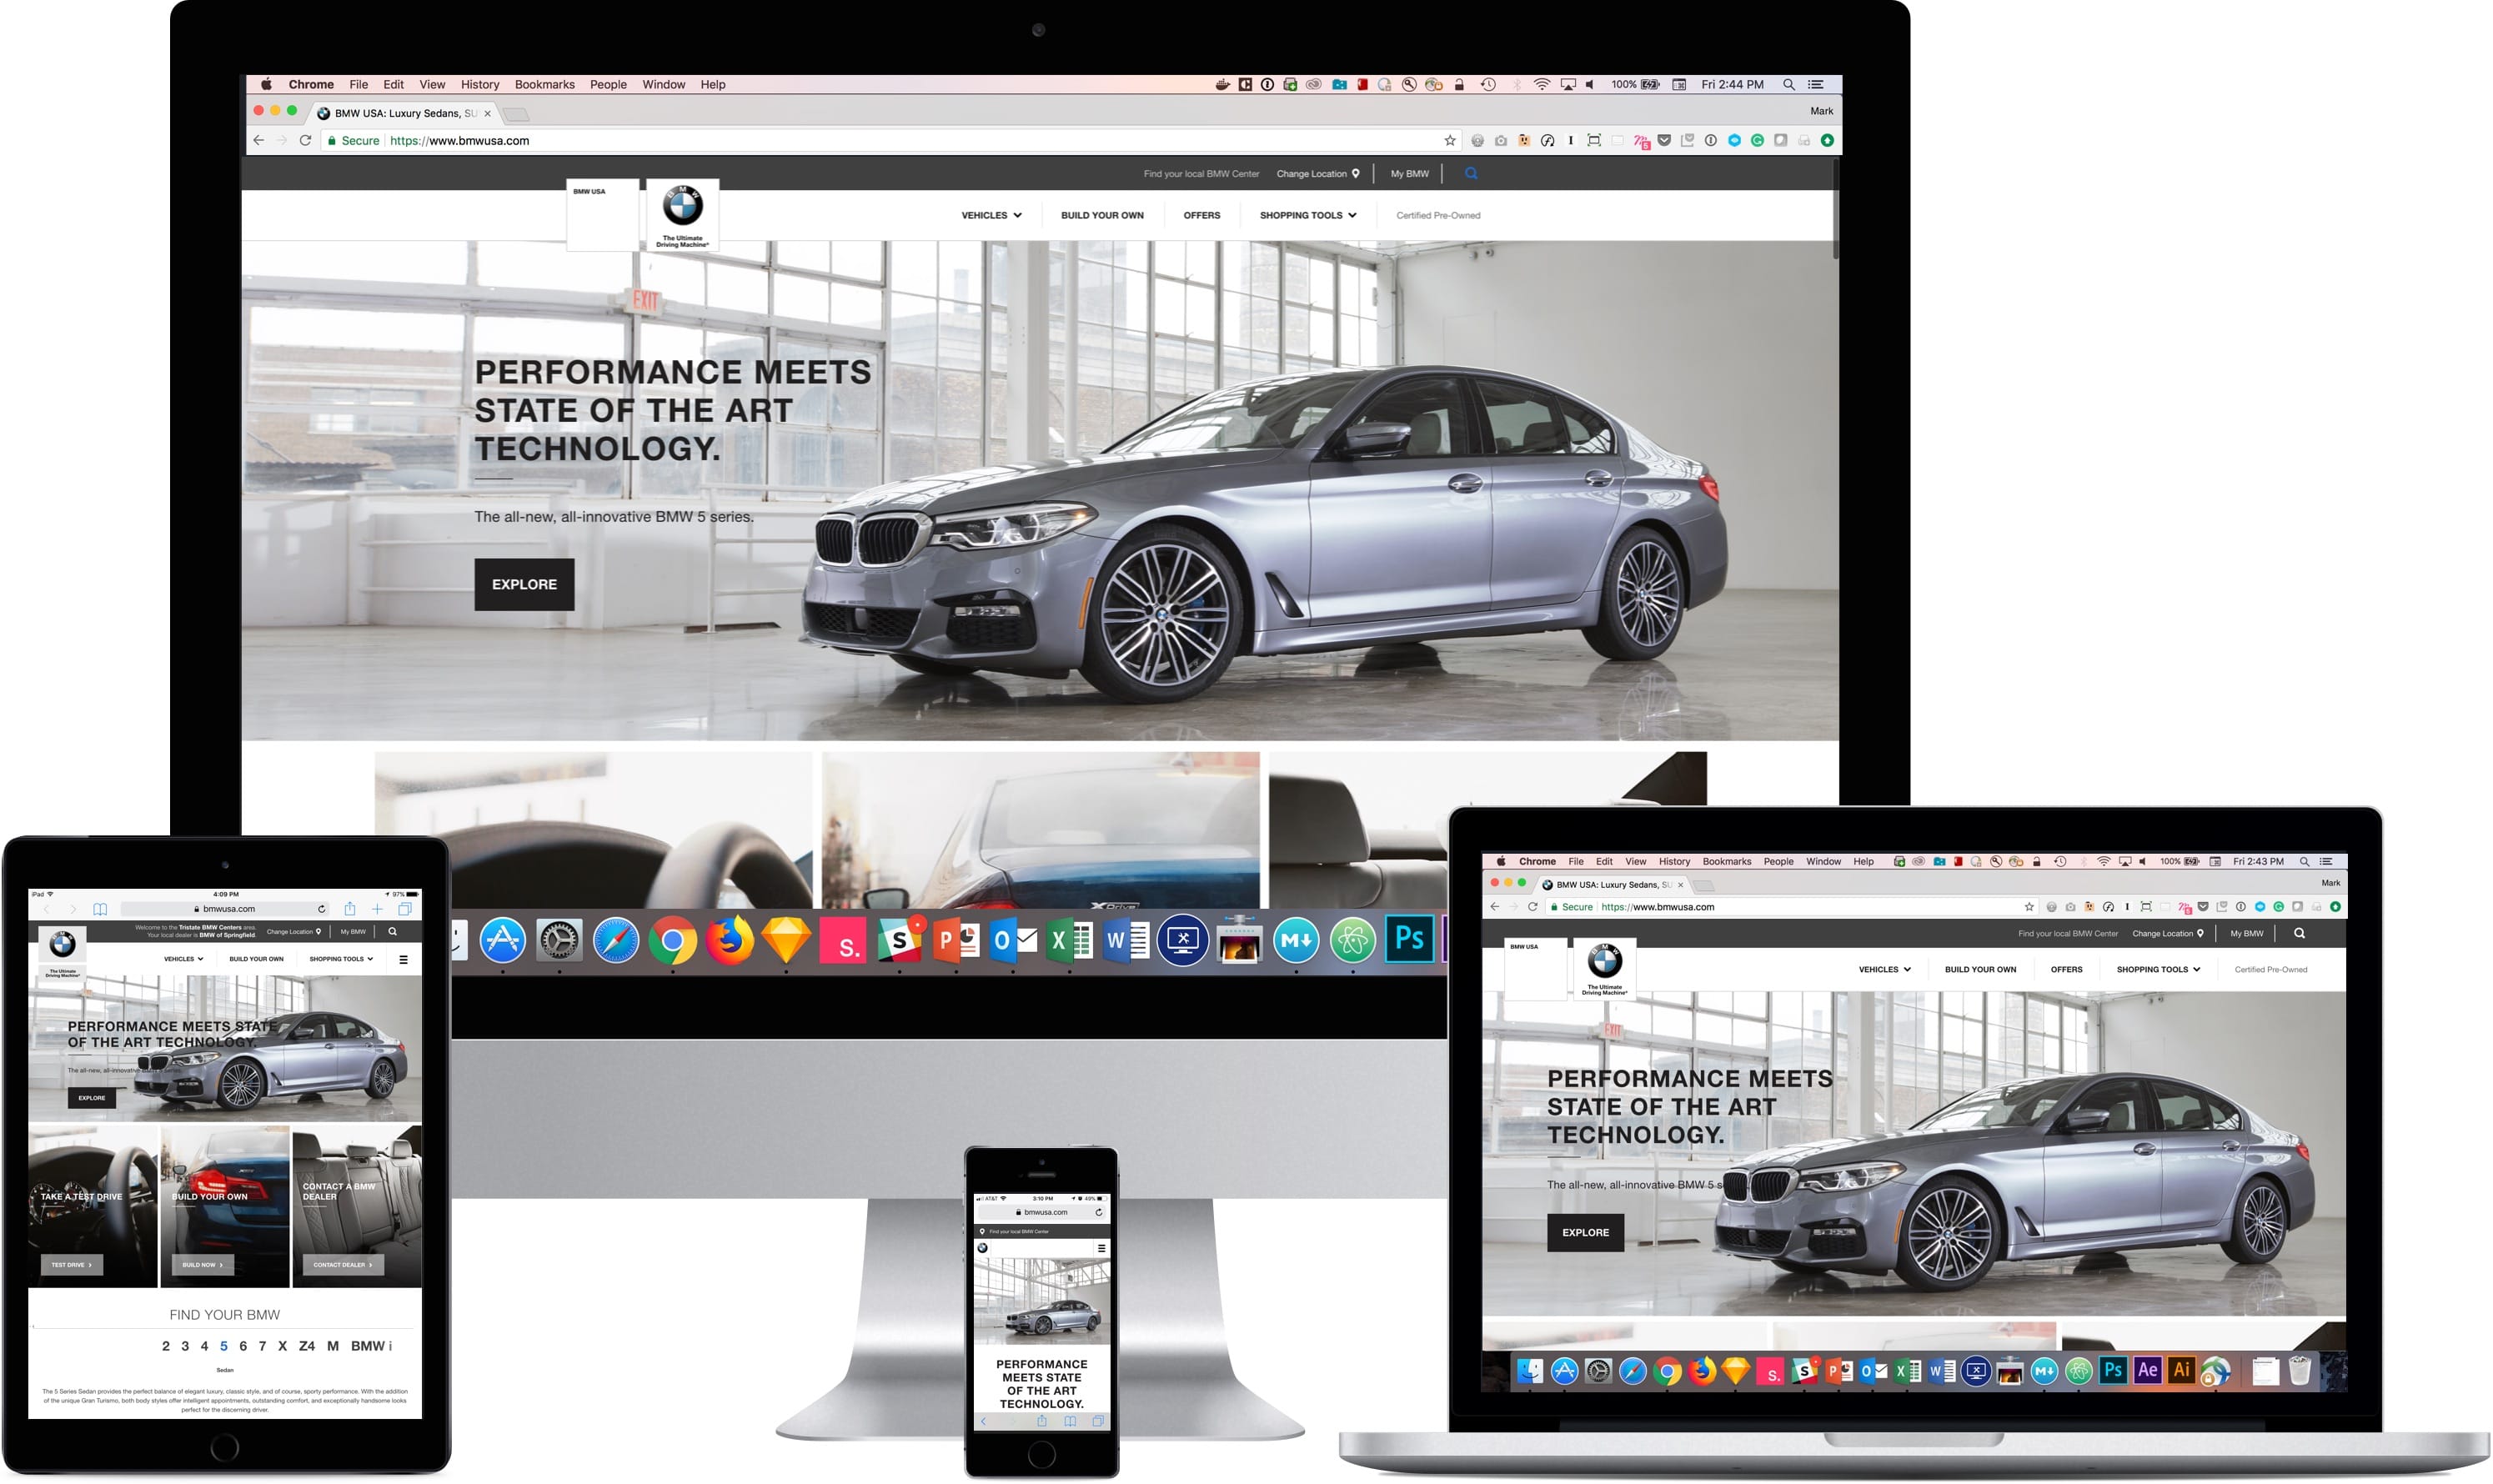 Chrome File Edit View History Bookmarks People Window Help 100% Fri 2:44 PM
BMW USA: Luxury Sedans, SU Mark
Secure https://www.bmwusa.com
Find your local BMW Center Change Location My BMW
BMW USA
BMW
The Ultimate
Driving Machine®
VEHICLES BUILD YOUR OWN OFFERS SHOPPING TOOLS Certified Pre-Owned
EXIT
PERFORMANCE MEETS
STATE OF THE ART
TECHNOLOGY.
The all-new, all-innovative BMW 5 series.
EXPLORE
xDrive
S. S P O X W M Ps
iPad 4:09 PM 97%
bmwusa.com
Welcome to the Tristate BMW Centers area.
Your local dealer is BMW of Springfield. Change Location My BMW
The Ultimate
Driving Machine®
VEHICLES BUILD YOUR OWN SHOPPING TOOLS
PERFORMANCE MEETS STATE
OF THE ART TECHNOLOGY.
The all-new, all-innovative
EXPLORE
TAKE A TEST DRIVE
BUILD YOUR OWN
CONTACT A BMW
DEALER
TEST DRIVE BUILD NOW CONTACT DEALER
FIND YOUR BMW
2 3 4 5 6 7 X Z4 M BMW i
Sedan
The 5 Series Sedan provides the perfect balance of elegant luxury, classic style, and of course, sporty performance. With the addition
of the unique Gran Turismo, both body styles offer intelligent appointments, outstanding comfort, and exceptionally handsome looks
perfect for the discerning driver.
AT&T 3:10 PM 49%
bmwusa.com
Find your local BMW Center
PERFORMANCE
MEETS STATE
OF THE ART
TECHNOLOGY.
Chrome File Edit View History Bookmarks People Window Help 100% Fri 2:43 PM
BMW USA: Luxury Sedans, SU Mark
Secure https://www.bmwusa.com
Find your local BMW Center Change Location My BMW
BMW USA
BMW
The Ultimate
Driving Machine®
VEHICLES BUILD YOUR OWN OFFERS SHOPPING TOOLS Certified Pre-Owned
EXIT
PERFORMANCE MEETS
STATE OF THE ART
TECHNOLOGY.
The all-new, all-innovative BMW 5 s
EXPLORE
S. S P O X W M Ps Ae Ai